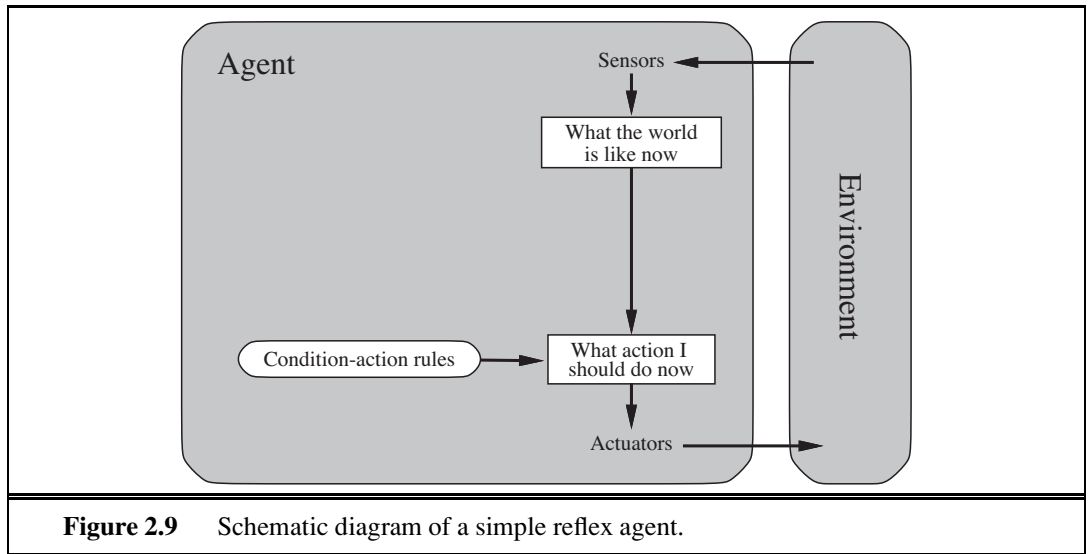 Agent
Sensors
What the world
is like now
Environment
Condition-action rules
What action I
should do now
Actuators
Figure 2.9 Schematic diagram of a simple reflex agent.